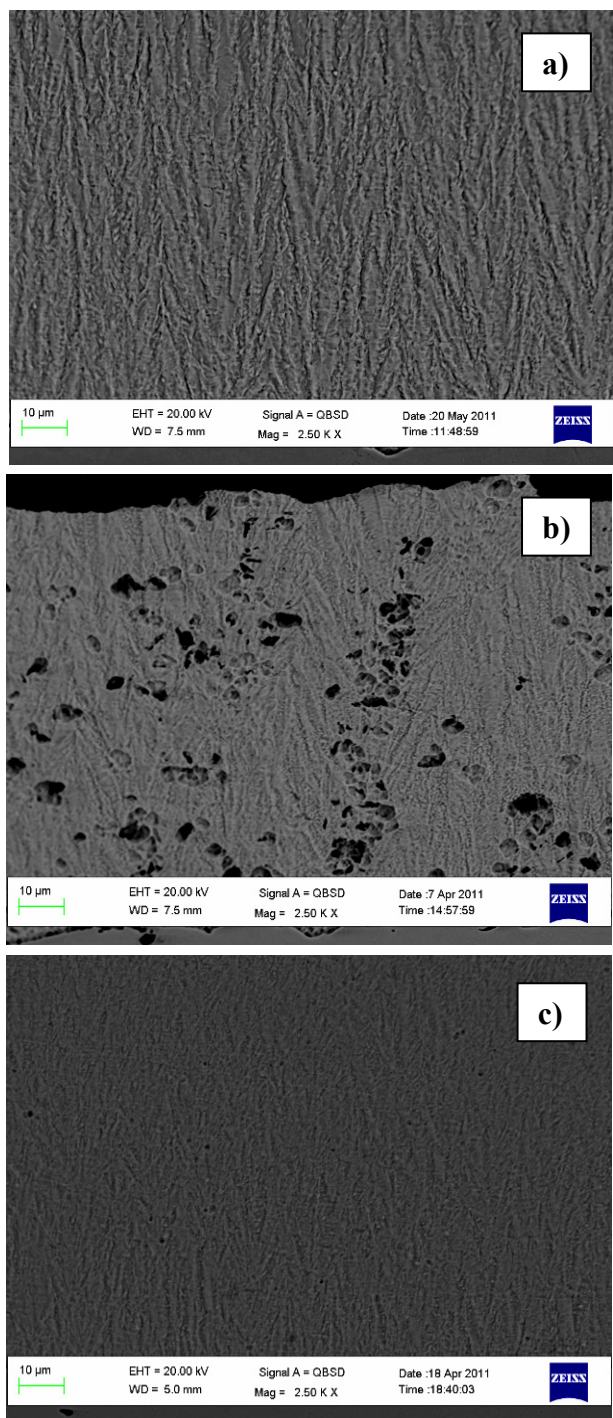 a)
10 µm EHT = 20.00 kV Signal A = QBSD Date :20 May 2011 ZEISS
WD = 7.5 mm Mag = 2.50 K X Time :11:48:59
b)
10 µm EHT = 20.00 kV Signal A = QBSD Date :7 Apr 2011 ZEISS
WD = 7.5 mm Mag = 2.50 K X Time :14:57:59
c)
10 µm EHT = 20.00 kV Signal A = QBSD Date :18 Apr 2011 ZEISS
WD = 5.0 mm Mag = 2.50 K X Time :18:40:03